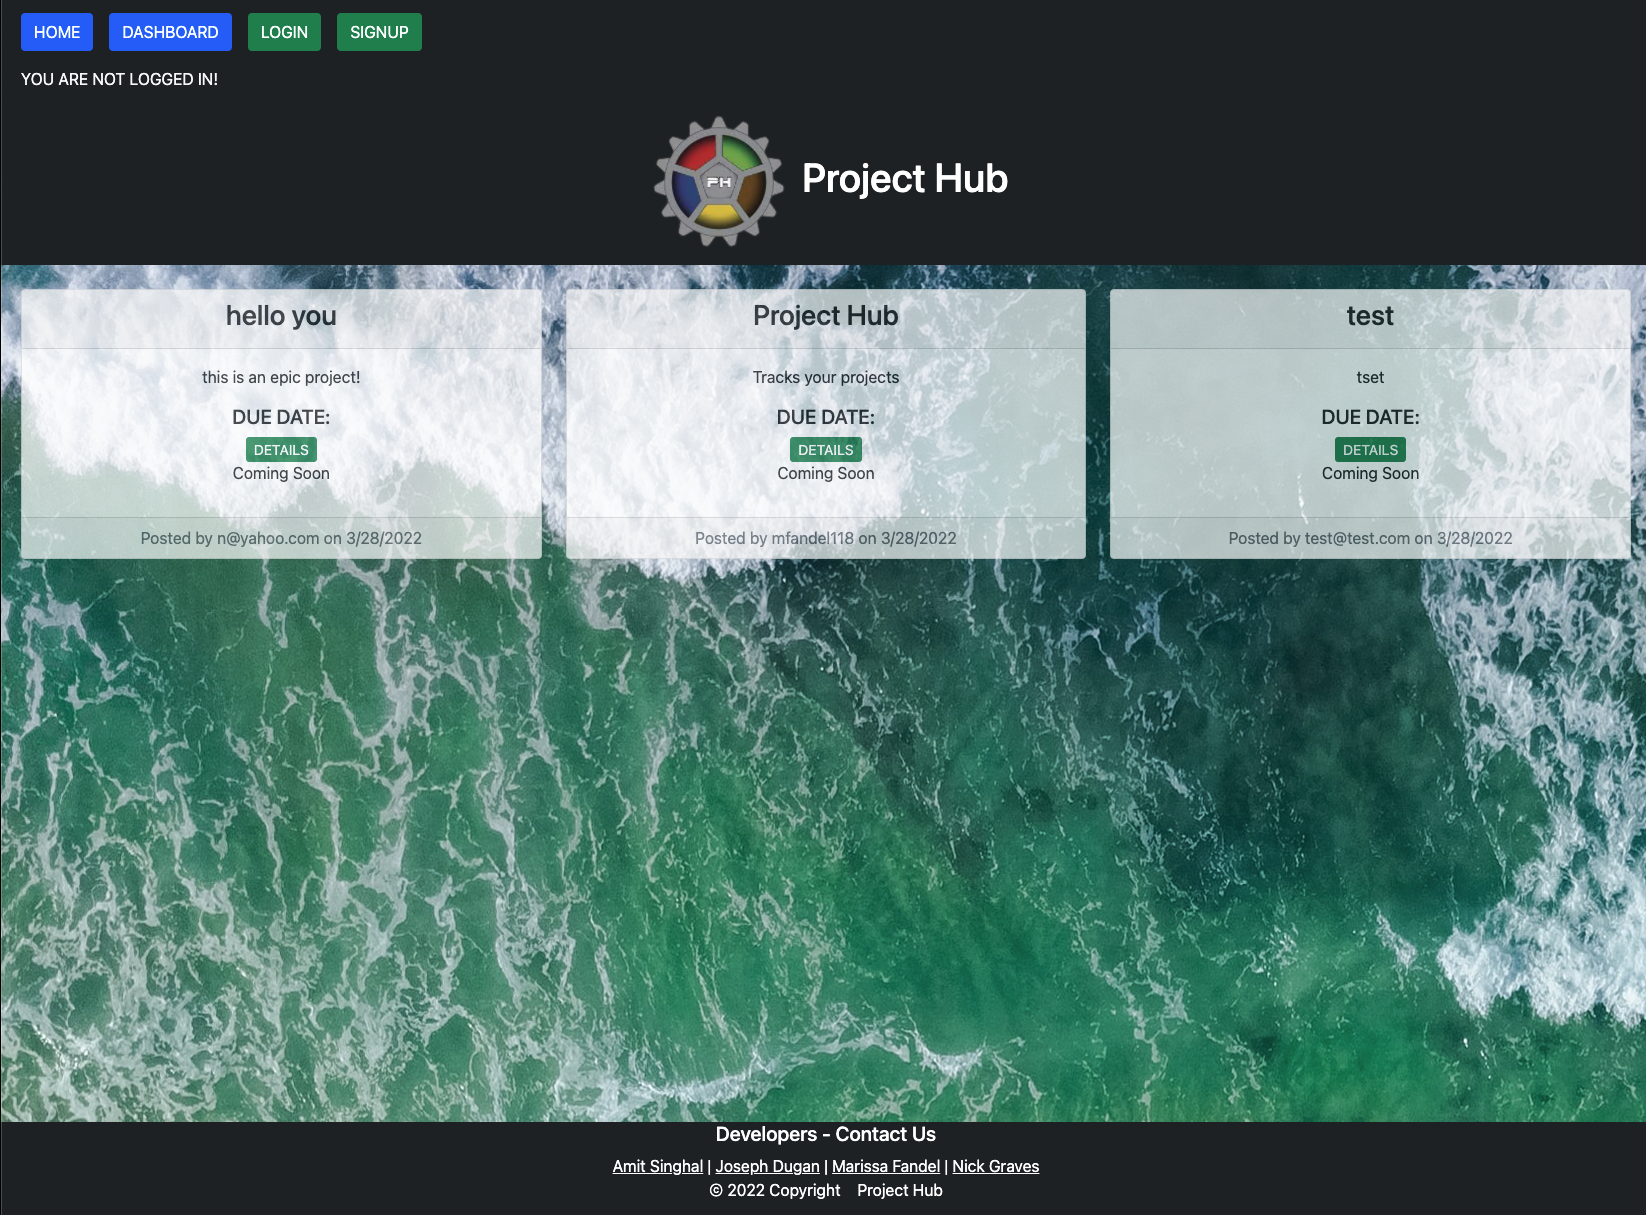 HOME DASHBOARD LOGIN SIGNUP
YOU ARE NOT LOGGED IN!
PH Project Hub
hello you
this is an epic project!
DUE DATE:
DETAILS
Coming Soon
Posted by n@yahoo.com on 3/28/2022
Project Hub
Tracks your projects
DUE DATE:
DETAILS
Coming Soon
Posted by mfandel118 on 3/28/2022
test
tset
DUE DATE:
DETAILS
Coming Soon
Posted by test@test.com on 3/28/2022
Developers - Contact Us
Amit Singhal | Joseph Dugan | Marissa Fandel | Nick Graves
© 2022 Copyright Project Hub